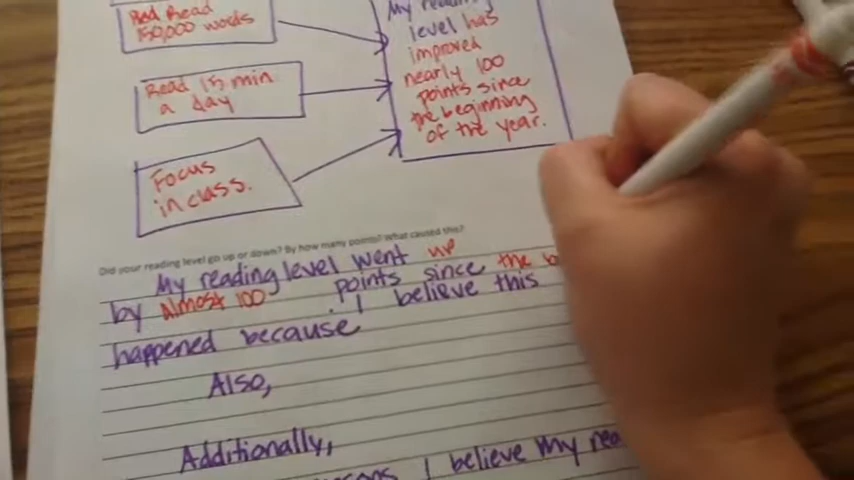 Red Read
150,000 words
Read 15 min
a day
Focus
in class.
My reading
level has
improved
nearly 100
points since
the beginning
of the year.
Did your reading level go up or down? By how many points? What caused this?
My reading level went up
by almost 100 points since the b
happened because. I believe this
Also,
Additionally,
I believe my